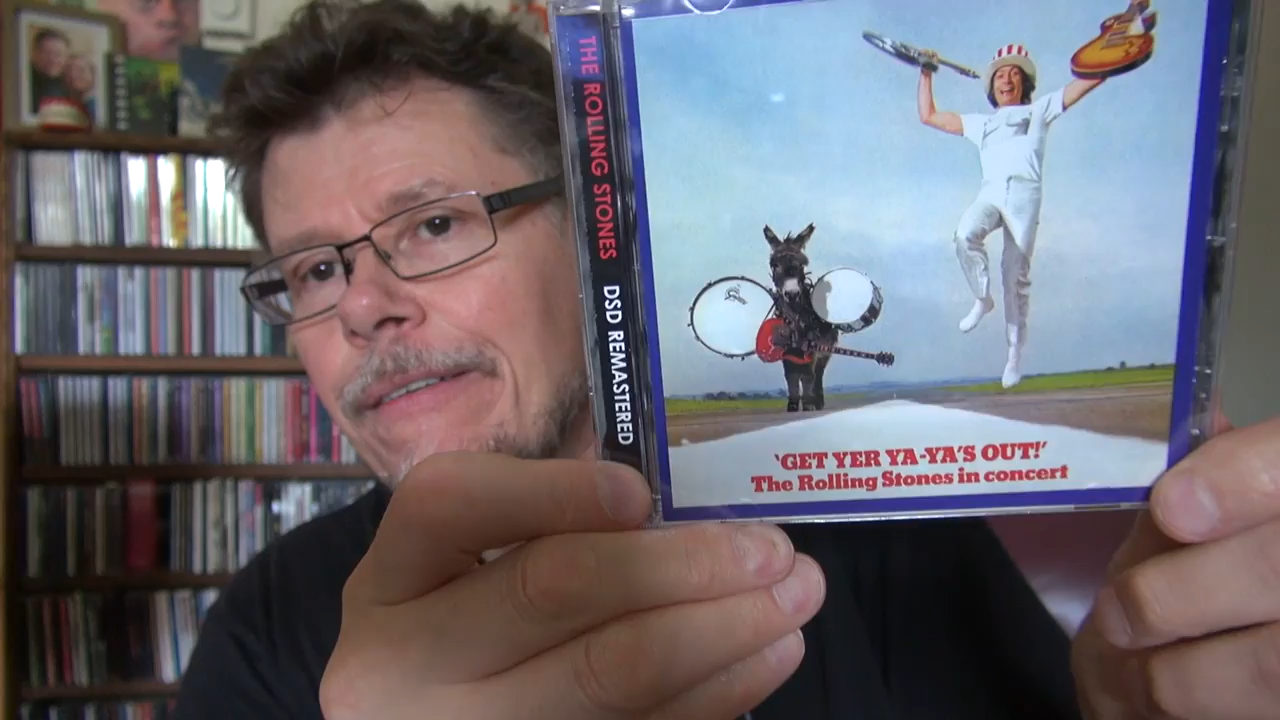 THE ROLLING STONES DSD REMASTERED
'GET YER YA-YA'S OUT!'
The Rolling Stones in concert